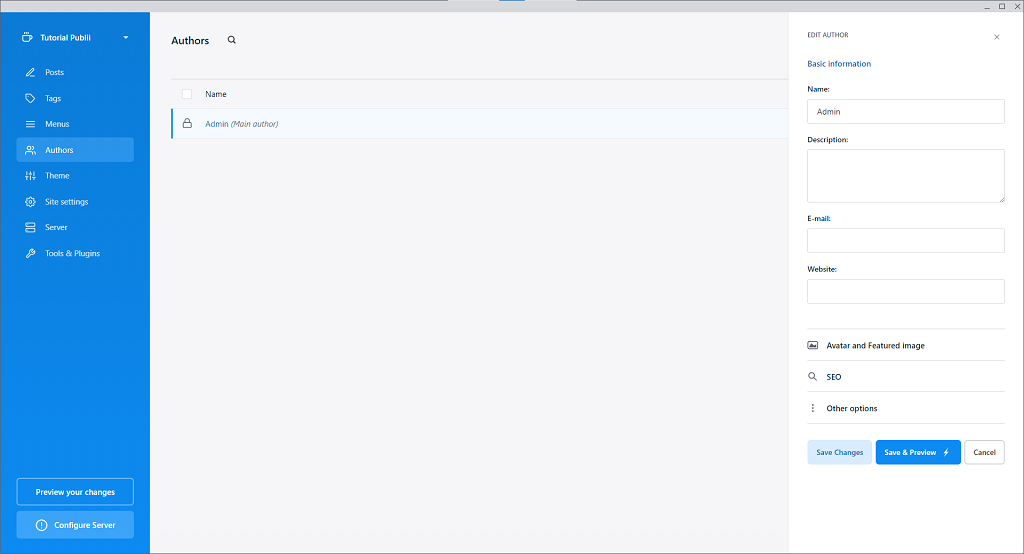 Tutorial Publii
Posts
Tags
Menus
Authors
Theme
Site settings
Server
Tools & Plugins
Preview your changes
Configure Server
Authors
Name
Admin (Main author)
EDIT AUTHOR
Basic information
Name:
Admin
Description:
E-mail:
Website:
Avatar and Featured image
SEO
Other options
Save Changes
Save & Preview
Cancel